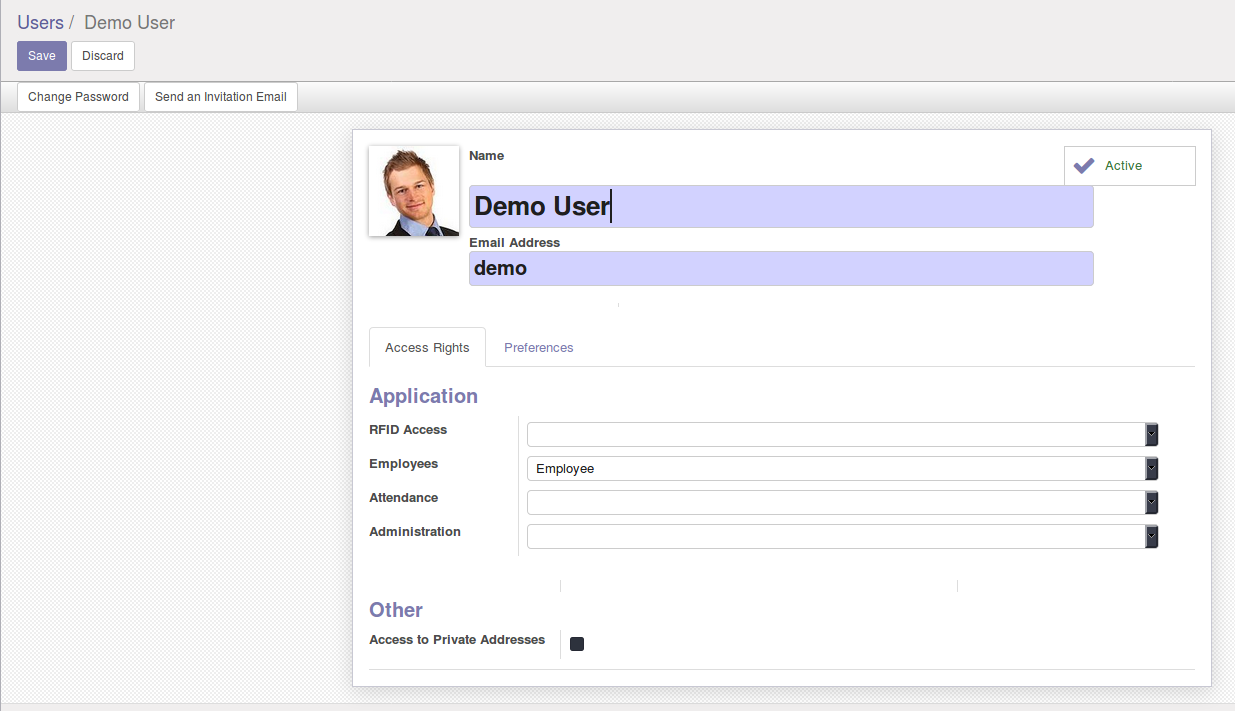 Users / Demo User
Save Discard
Change Password Send an Invitation Email
Name
Active
Demo User
Email Address
demo
Access Rights Preferences
Application
RFID Access
Employees Employee
Attendance
Administration
Other
Access to Private Addresses